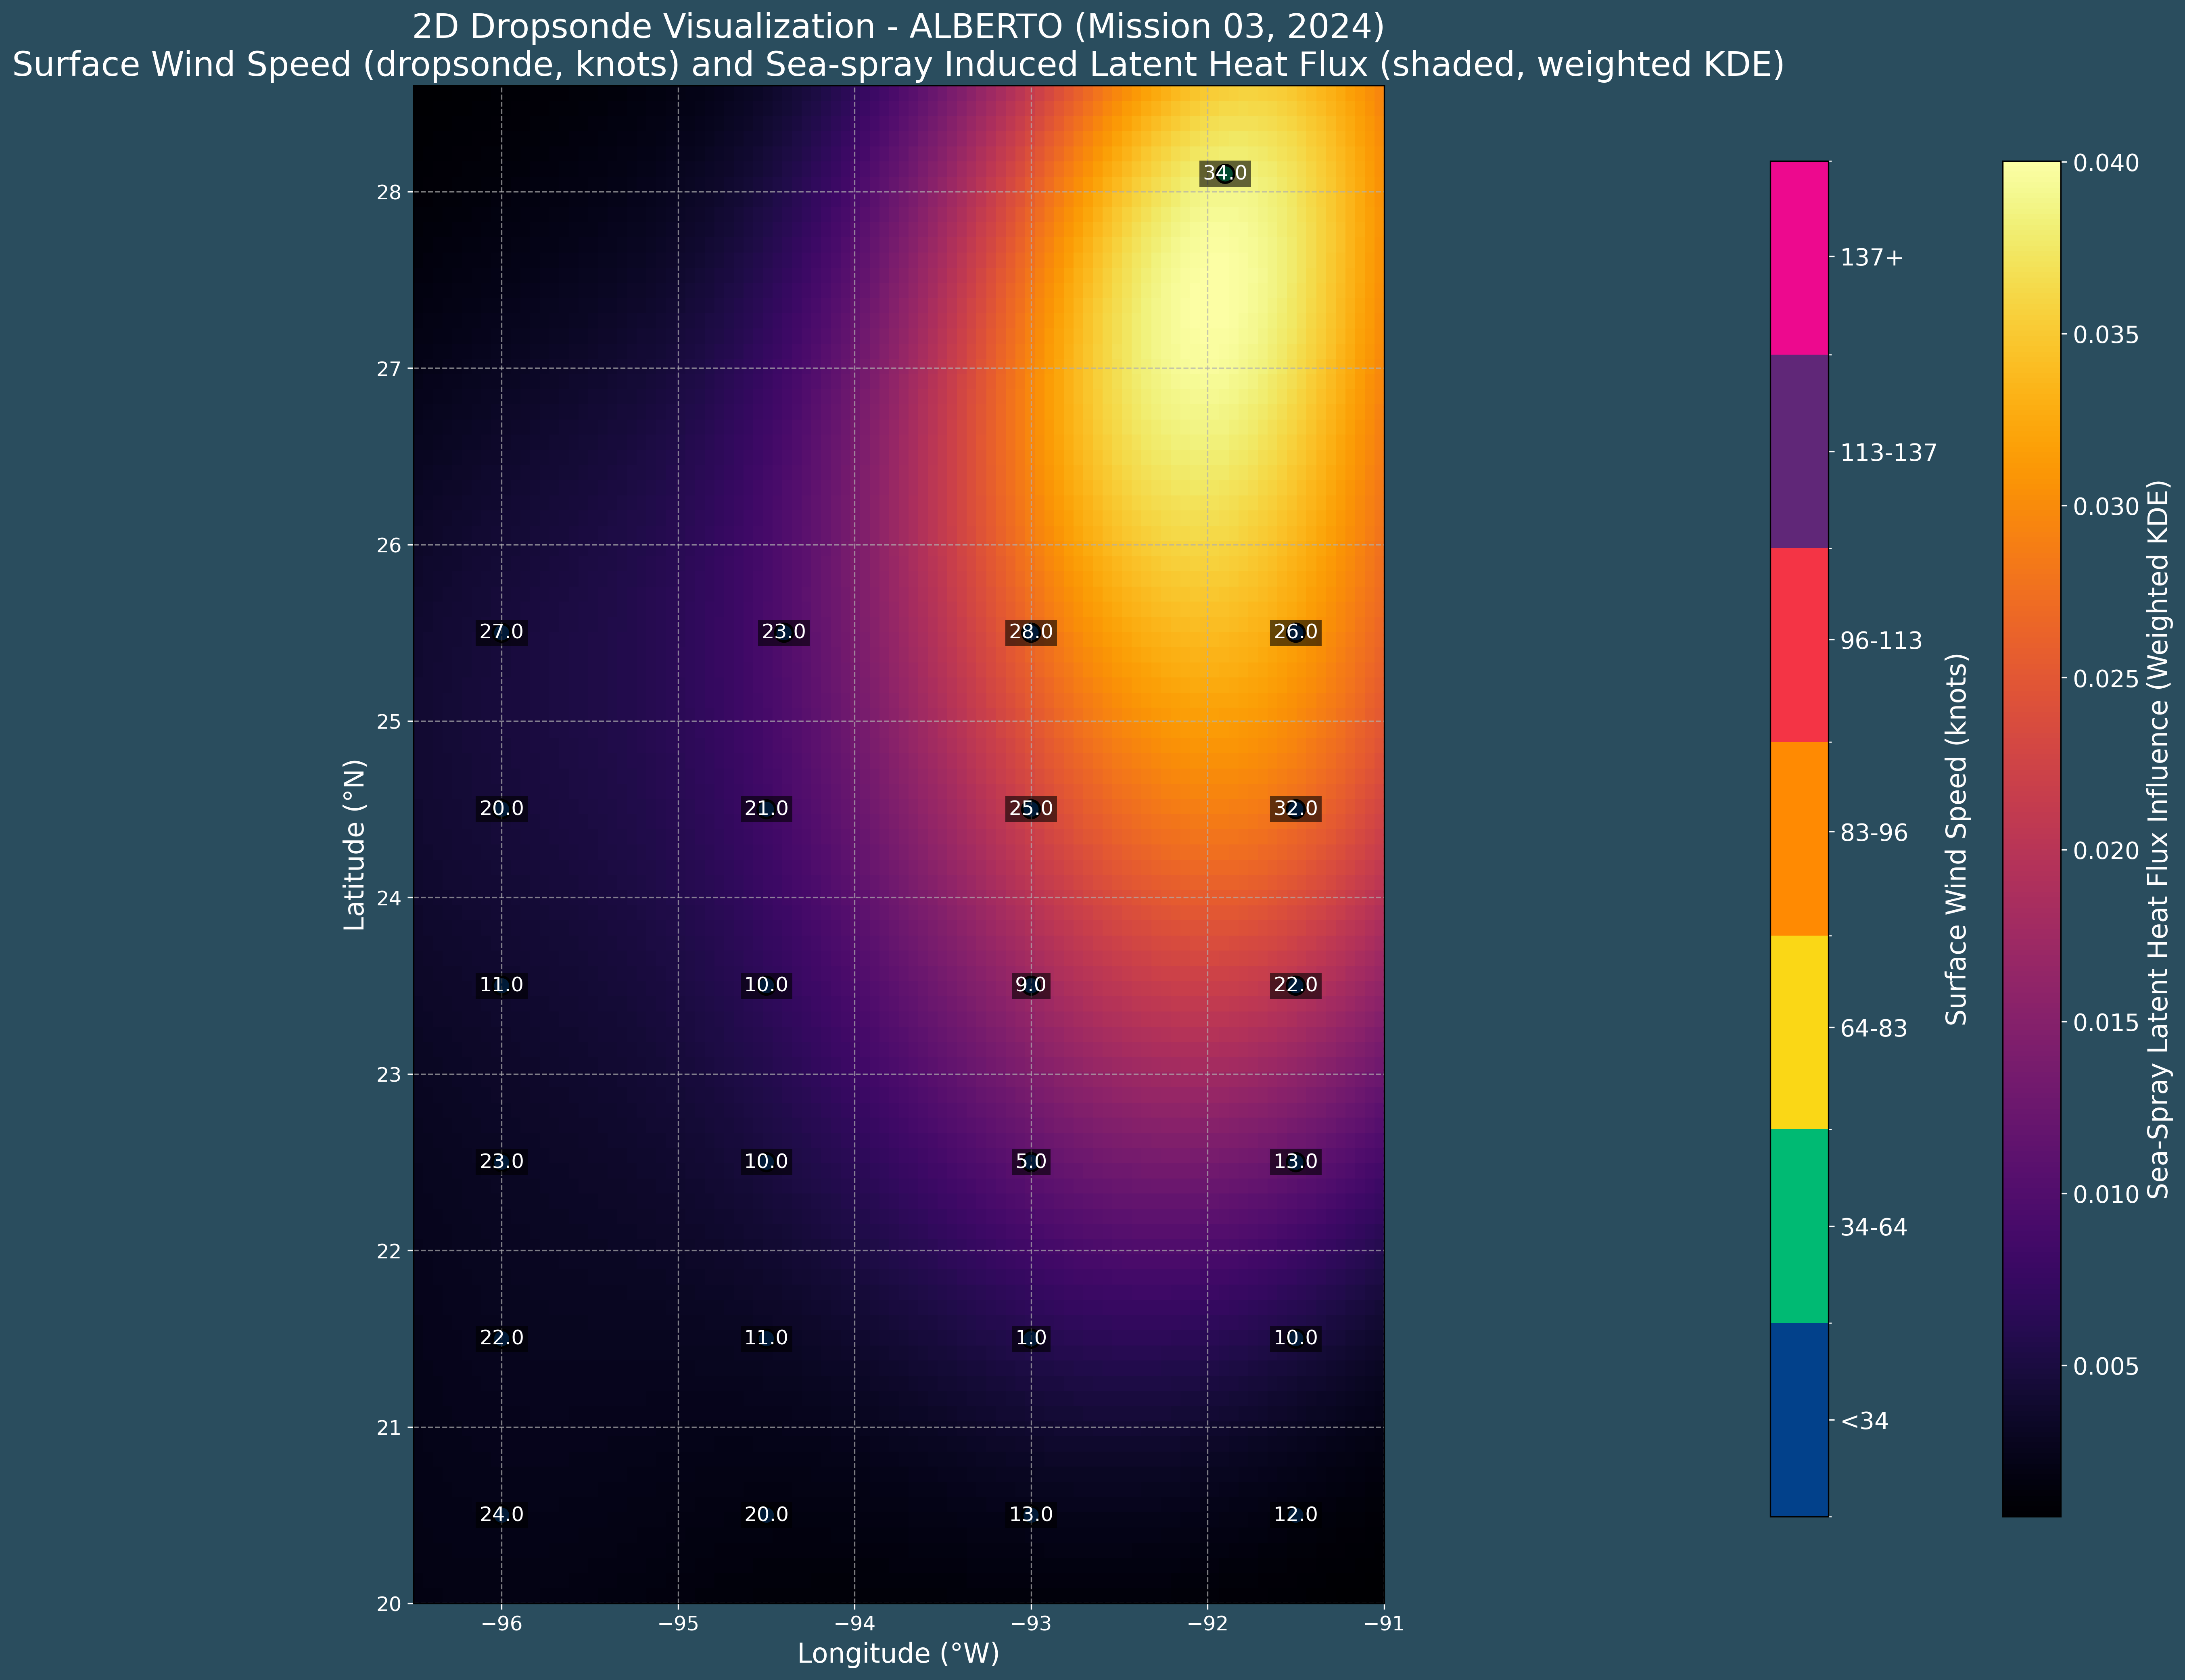 2D Dropsonde Visualization - ALBERTO (Mission 03, 2024)
Surface Wind Speed (dropsonde, knots) and Sea-spray Induced Latent Heat Flux (shaded, weighted KDE)
28
27
26
25
24
23
22
21
20
Latitude (°N)
34.0
27.0 23.0 28.0 26.0
20.0 21.0 25.0 32.0
11.0 10.0 9.0 22.0
23.0 10.0 5.0 13.0
22.0 11.0 1.0 10.0
24.0 20.0 13.0 12.0
−96 −95 −94 −93 −92 −91
Longitude (°W)
137+
113-137
96-113
83-96
64-83
34-64
<34
Surface Wind Speed (knots)
0.040
0.035
0.030
0.025
0.020
0.015
0.010
0.005
Sea-Spray Latent Heat Flux Influence (Weighted KDE)